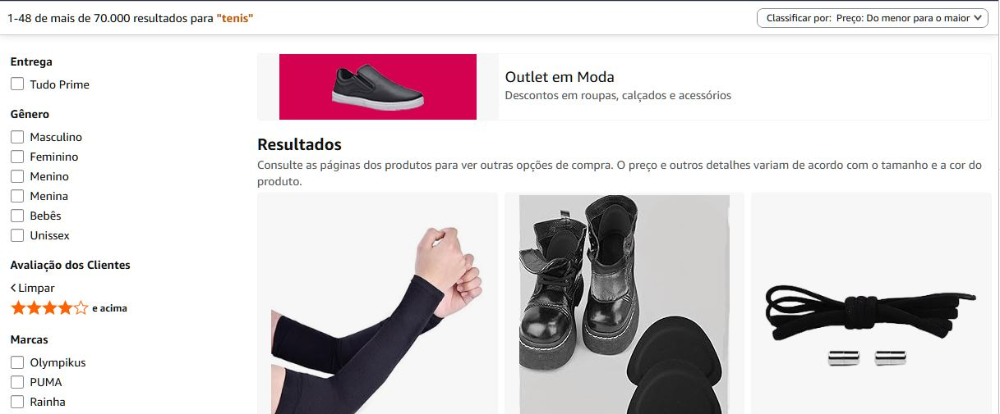 1-48 de mais de 70.000 resultados para "tenis"
Classificar por: Preço: Do menor para o maior
Entrega
Tudo Prime
Gênero
Masculino
Feminino
Menino
Menina
Bebês
Unissex
Avaliação dos Clientes
Limpar
e acima
Marcas
Olympikus
PUMA
Rainha
Outlet em Moda
Descontos em roupas, calçados e acessórios
Resultados
Consulte as páginas dos produtos para ver outras opções de compra. O preço e outros detalhes variam de acordo com o tamanho e a cor do
produto.